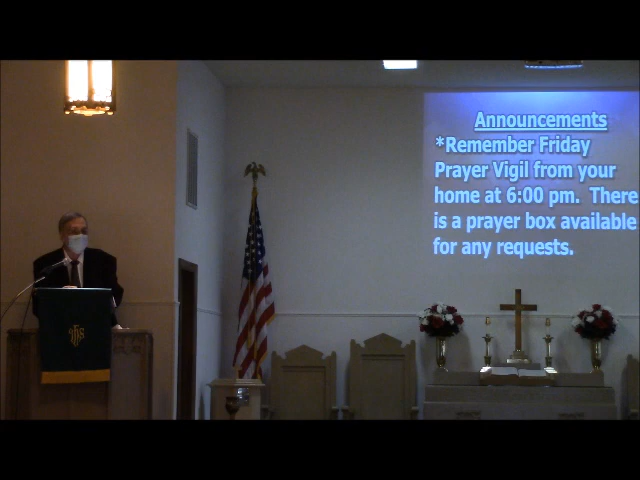 Announcements
*Remember Friday
Prayer Vigil from your
home at 6:00 pm. There
is a prayer box available
for any requests.
IHS